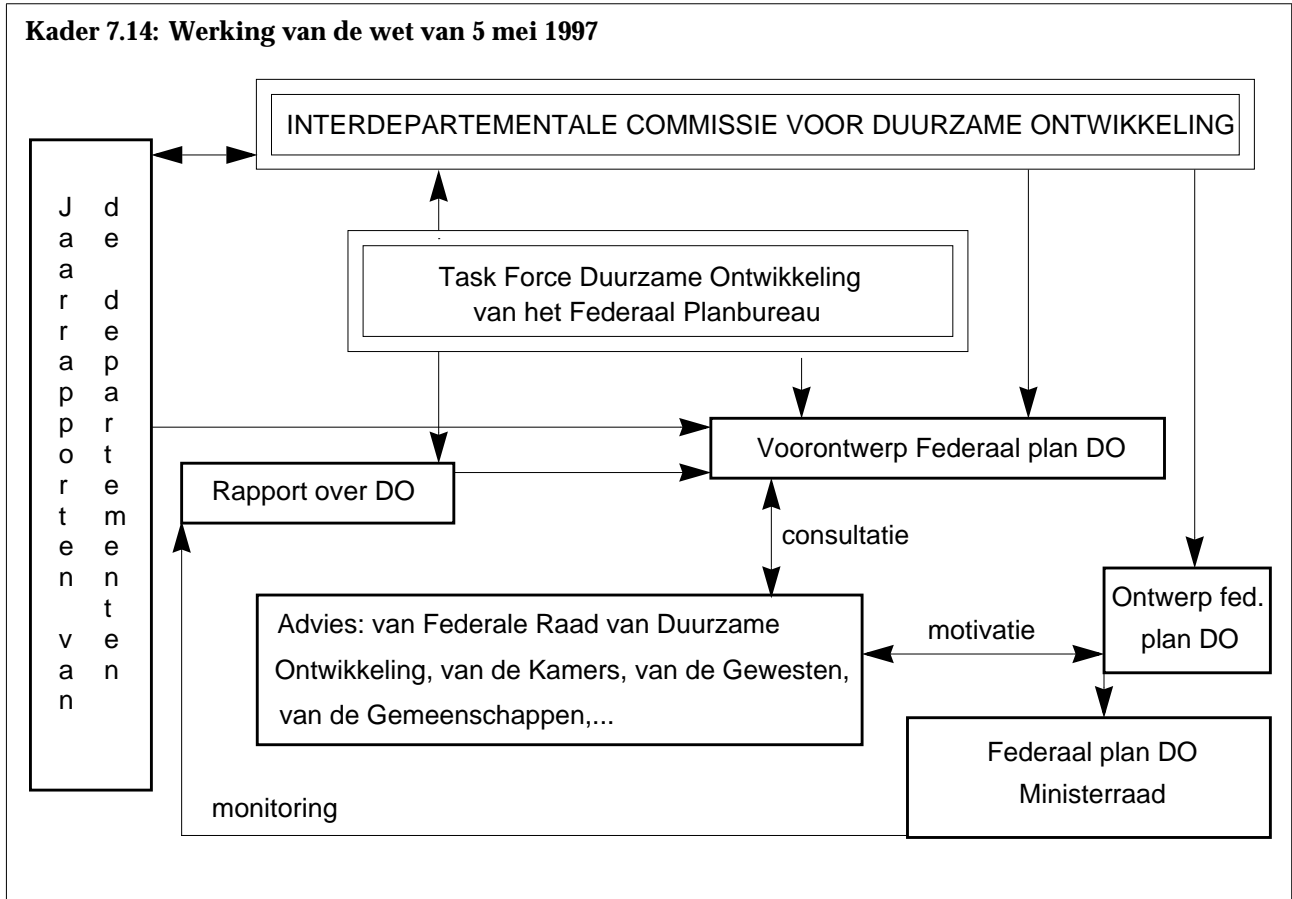 Kader 7.14: Werking van de wet van 5 mei 1997
INTERDEPARTEMENTALE COMMISSIE VOOR DUURZAME ONTWIKKELING
Jaarrapporten van
de departementen
Task Force Duurzame Ontwikkeling
van het Federaal Planbureau
Voorontwerp Federaal plan DO
Rapport over DO
consultatie
Advies: van Federale Raad van Duurzame
Ontwikkeling, van de Kamers, van de Gewesten,
van de Gemeenschappen,...
motivatie
Ontwerp fed.
plan DO
Federaal plan DO
Ministerraad
monitoring